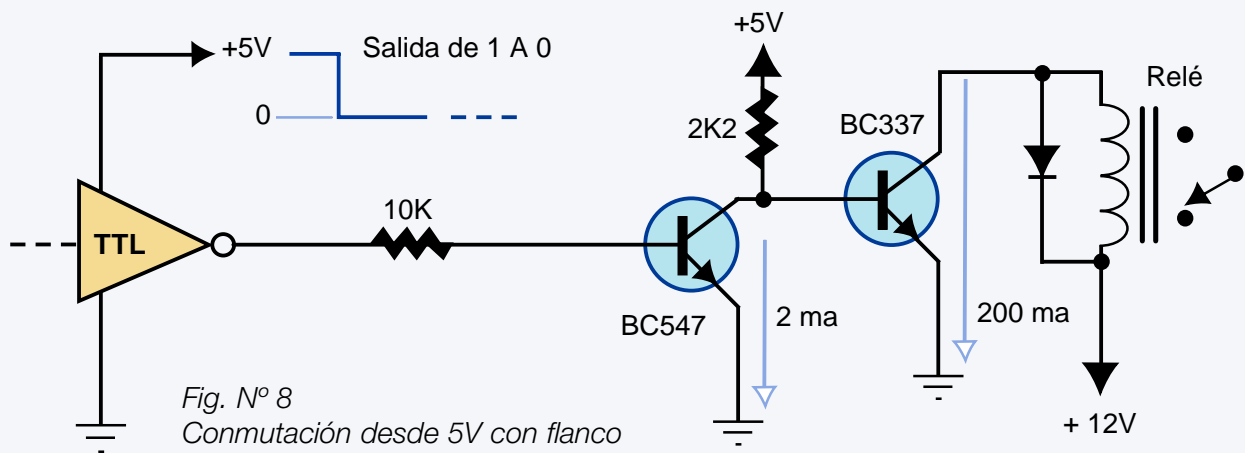 +5V
Salida de 1 A 0
0
+5V
2K2
BC337
Relé
TTL
10K
BC547
2 ma
200 ma
+ 12V
Fig. Nº 8
Conmutación desde 5V con flanco